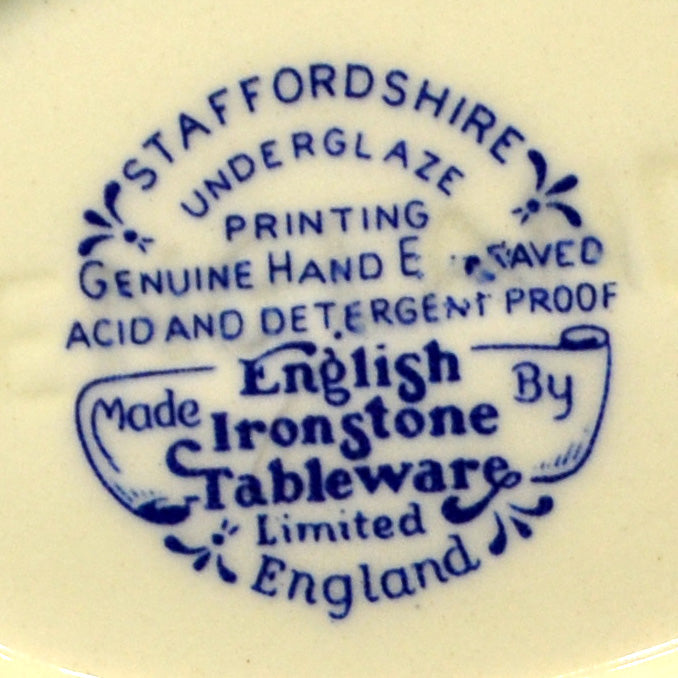 STAFFORDSHIRE
UNDERGLAZE
PRINTING
GENUINE HAND
ACID AND DETERGENT PROOF
Made English By
Ironstone
Tableware
Limited
England